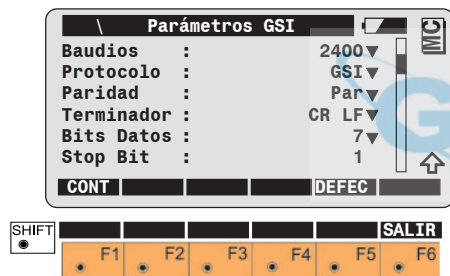 \ Parámetros GSI
MC
Baudios : 2400▼
Protocolo : GSI▼
Paridad : Par▼
Terminador : CR LF▼
Bits Datos : 7▼
Stop Bit : 1
CONT DEFEC
SHIFT SALIR
F1 F2 F3 F4 F5 F6